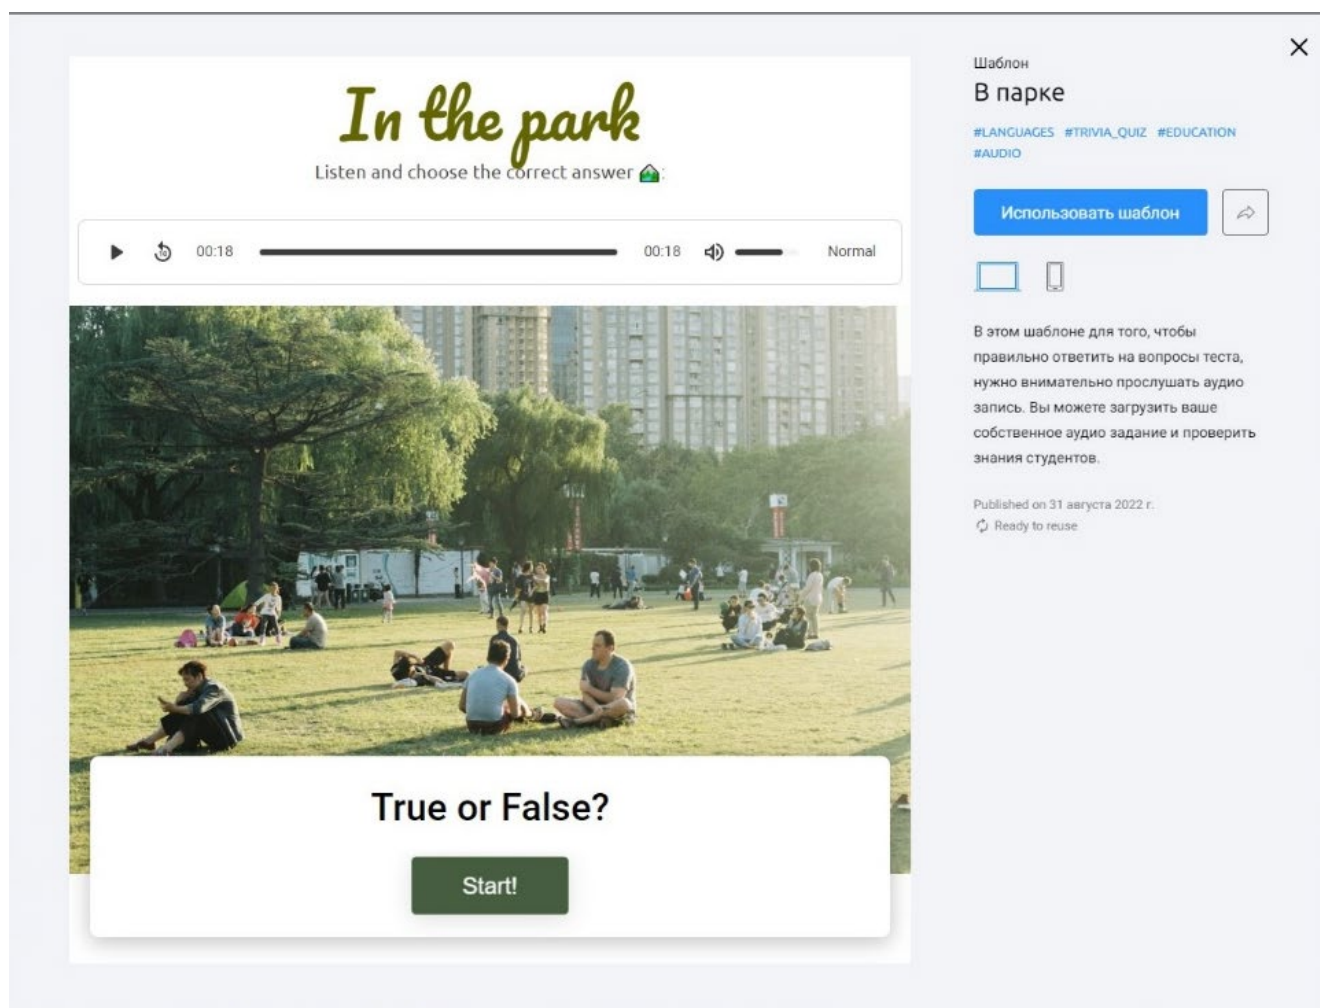 In the park
Listen and choose the correct answer :
00:18
00:18
Normal
True or False?
Start!
Шаблон
В парке
#LANGUAGES #TRIVIA_QUIZ #EDUCATION
#AUDIO
Использовать шаблон
В этом шаблоне для того, чтобы
правильно ответить на вопросы теста,
нужно внимательно прослушать аудио
запись. Вы можете загрузить ваше
собственное аудио задание и проверить
знания студентов.
Published on 31 августа 2022 г.
Ready to reuse